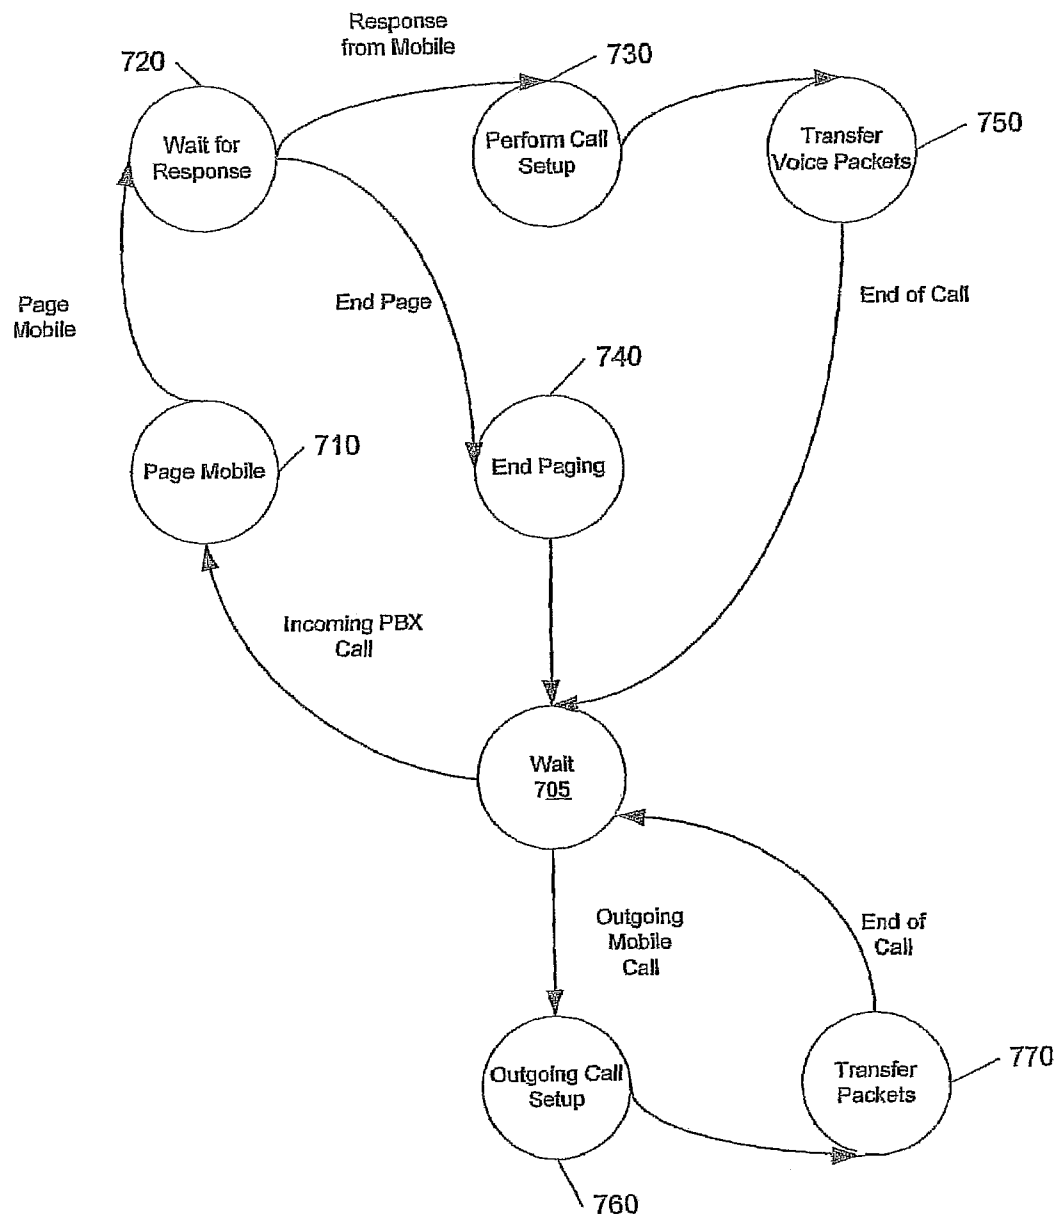 Response
from Mobile
720
730
750
Wait for
Response
Perform Call
Setup
Transfer
Voice Packets
Page
Mobile
End Page
End of Call
740
710
Page Mobile
End Paging
Incoming PBX
Call
Wait
705
Outgoing
Mobile
Call
End of
Call
770
Outgoing Call
Setup
Transfer
Packets
760